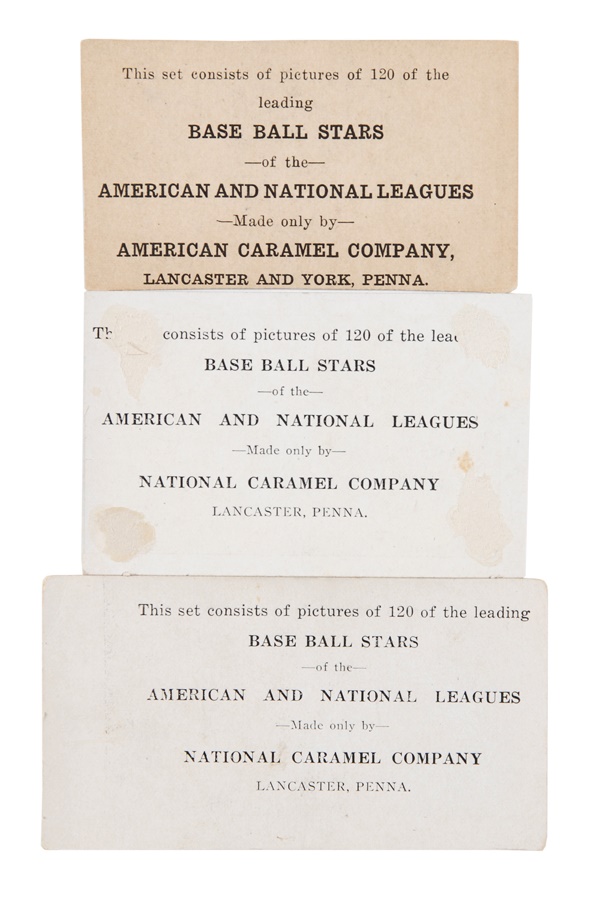 This set consists of pictures of 120 of the
leading
BASE BALL STARS
—of the—
AMERICAN AND NATIONAL LEAGUES
—Made only by—
AMERICAN CARAMEL COMPANY,
LANCASTER AND YORK, PENNA.
consists of pictures of 120 of the
BASE BALL STARS
—of the—
AMERICAN AND NATIONAL LEAGUES
—Made only by—
NATIONAL CARAMEL COMPANY
LANCASTER, PENNA.
This set consists of pictures of 120 of the leading
BASE BALL STARS
—of the—
AMERICAN AND NATIONAL LEAGUES
—Made only by—
NATIONAL CARAMEL COMPANY
LANCASTER, PENNA.